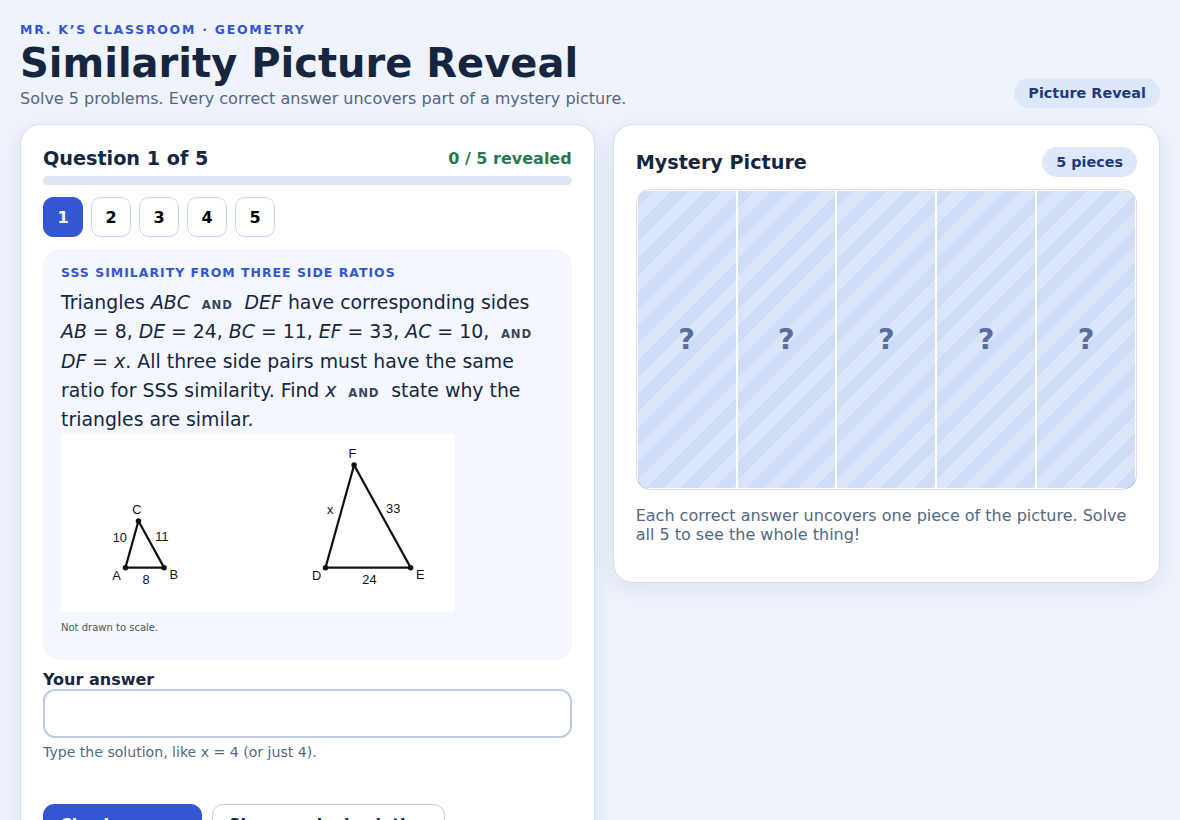 MR. K'S CLASSROOM · GEOMETRY
Similarity Picture Reveal
Solve 5 problems. Every correct answer uncovers part of a mystery picture.
Picture Reveal
Question 1 of 5
0 / 5 revealed
1 2 3 4 5
SSS SIMILARITY FROM THREE SIDE RATIOS
Triangles ABC AND DEF have corresponding sides
AB = 8, DE = 24, BC = 11, EF = 33, AC = 10, AND
DF = x. All three side pairs must have the same
ratio for SSS similarity. Find x AND state why the
triangles are similar.
F
C
x
33
10
11
A
B
8
D
E
24
Not drawn to scale.
Your answer
Type the solution, like x = 4 (or just 4).
Mystery Picture
5 pieces
? ? ? ? ?
Each correct answer uncovers one piece of the picture. Solve
all 5 to see the whole thing!